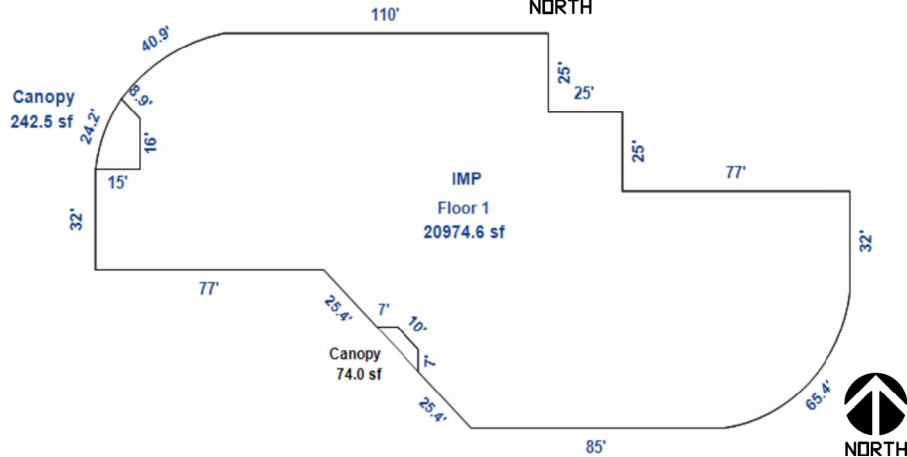 NORTH
110'
40.9'
25'
25'
8.9'
Canopy
242.5 sf
24.2'
16'
25'
15'
77'
IMP
Floor 1
20974.6 sf
32'
32'
77'
25.4'
7'
10'
Canopy
74.0 sf
7'
25.4'
65.4'
85'
NORTH